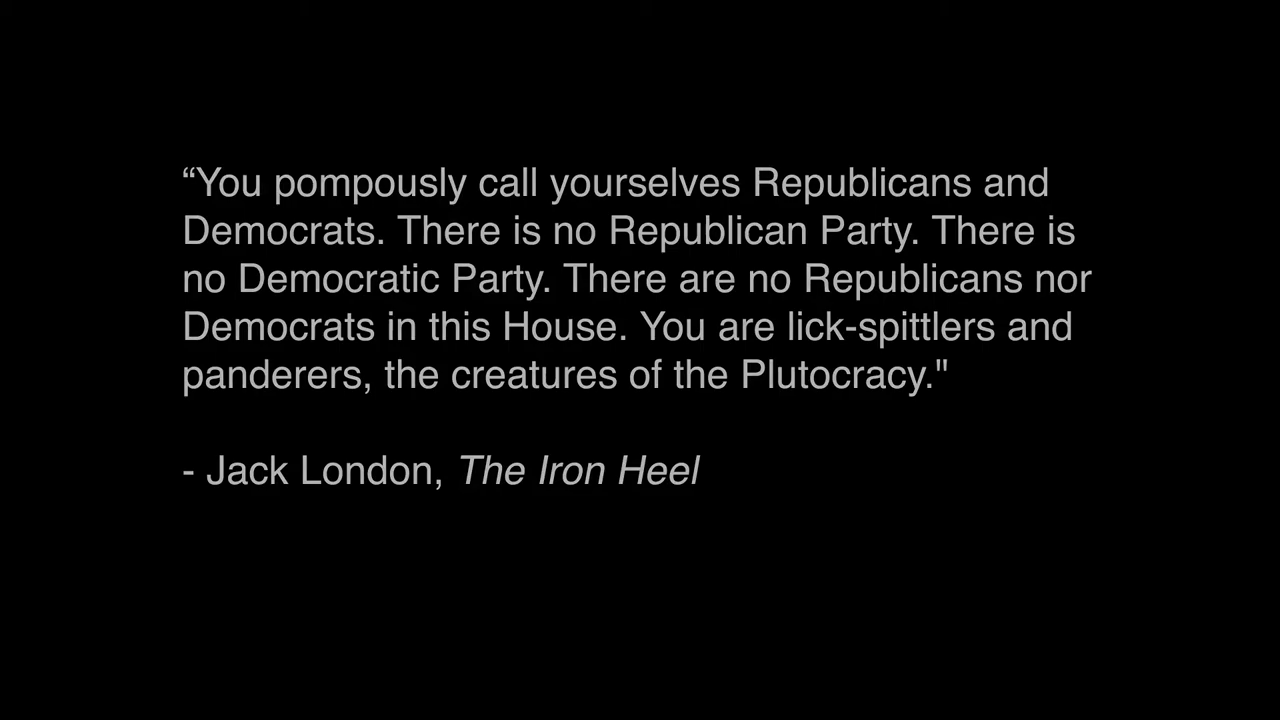 “You pompously call yourselves Republicans and
Democrats. There is no Republican Party. There is
no Democratic Party. There are no Republicans nor
Democrats in this House. You are lick-spittlers and
panderers, the creatures of the Plutocracy."
- Jack London, The Iron Heel